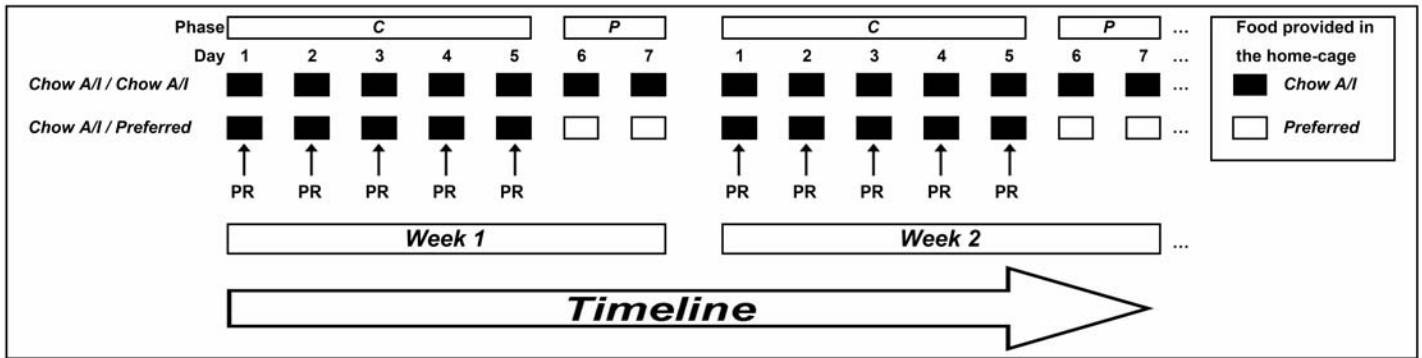 Phase C P C P ... Food provided in
Day 1 2 3 4 5 6 7 1 2 3 4 5 6 7 ... the home-cage
Chow A/I / Chow A/I ... Chow A/I
Chow A/I / Preferred ... Preferred
PR PR PR PR PR PR PR PR PR PR
Week 1 Week 2 ...
Timeline